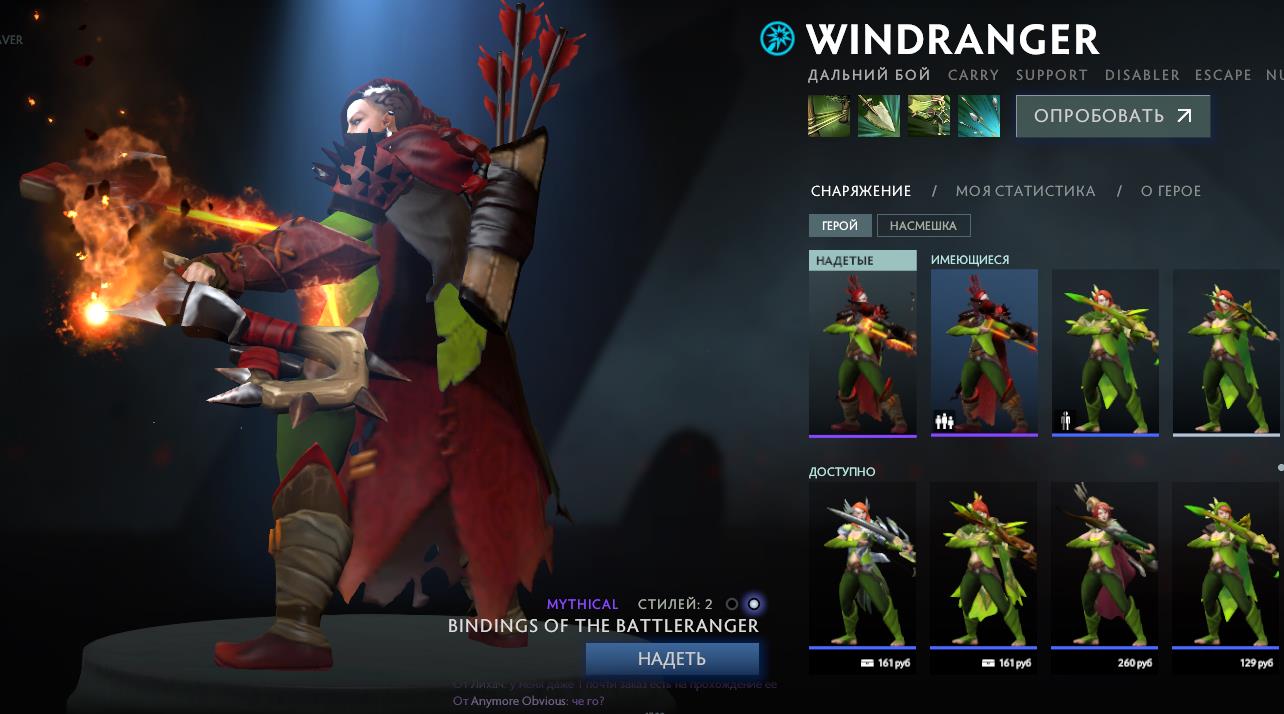 AVER
WINDRANGER
ДАЛЬНИЙ БОЙ CARRY SUPPORT DISABLER ESCAPE NU
ОПРОБОВАТЬ
СНАРЯЖЕНИЕ / МОЯ СТАТИСТИКА / О ГЕРОЕ
ГЕРОЙ НАСМЕШКА
НАДЕТЫЕ ИМЕЮЩИЕСЯ
ДОСТУПНО
MYTHICAL СТИЛЕЙ: 2
BINDINGS OF THE BATTLERANGER
НАДЕТЬ
161 руб 161 руб 260 руб 129 руб
От Лихач: у меня даже 1 почти заказ есть на прохождение ее
От Anymore Obvious: че го?